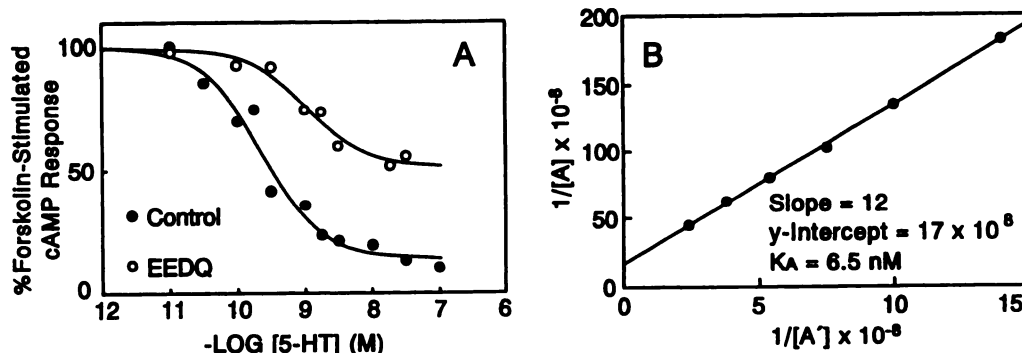 %Forskolin-Stimulated
cAMP Response
A
100
50
0
Control
EEDQ
12 11 10 9 8 7 6
-LOG [5-HT] (M)
B
1/[A] x 10⁻⁸
200
150
100
50
0
Slope = 12
y-Intercept = 17 x 10⁸
KA = 6.5 nM
0 5 10 15
1/[A´] x 10⁻⁸